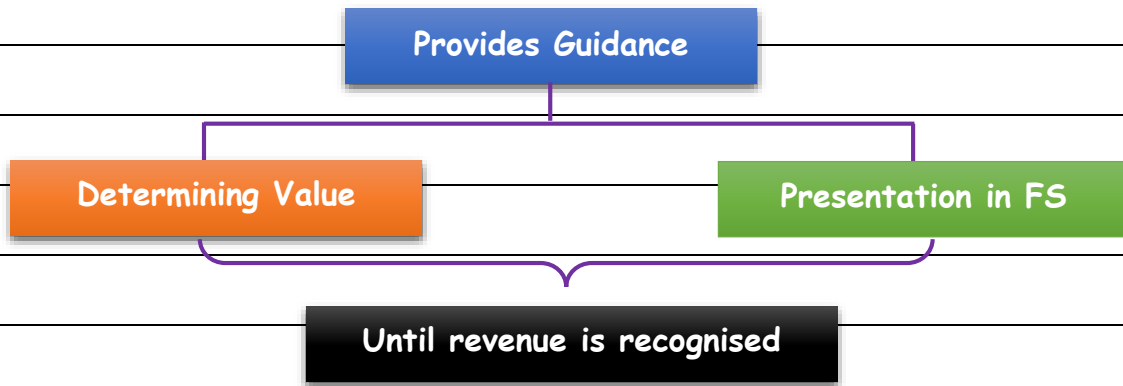 Provides Guidance
Determining Value
Presentation in FS
Until revenue is recognised